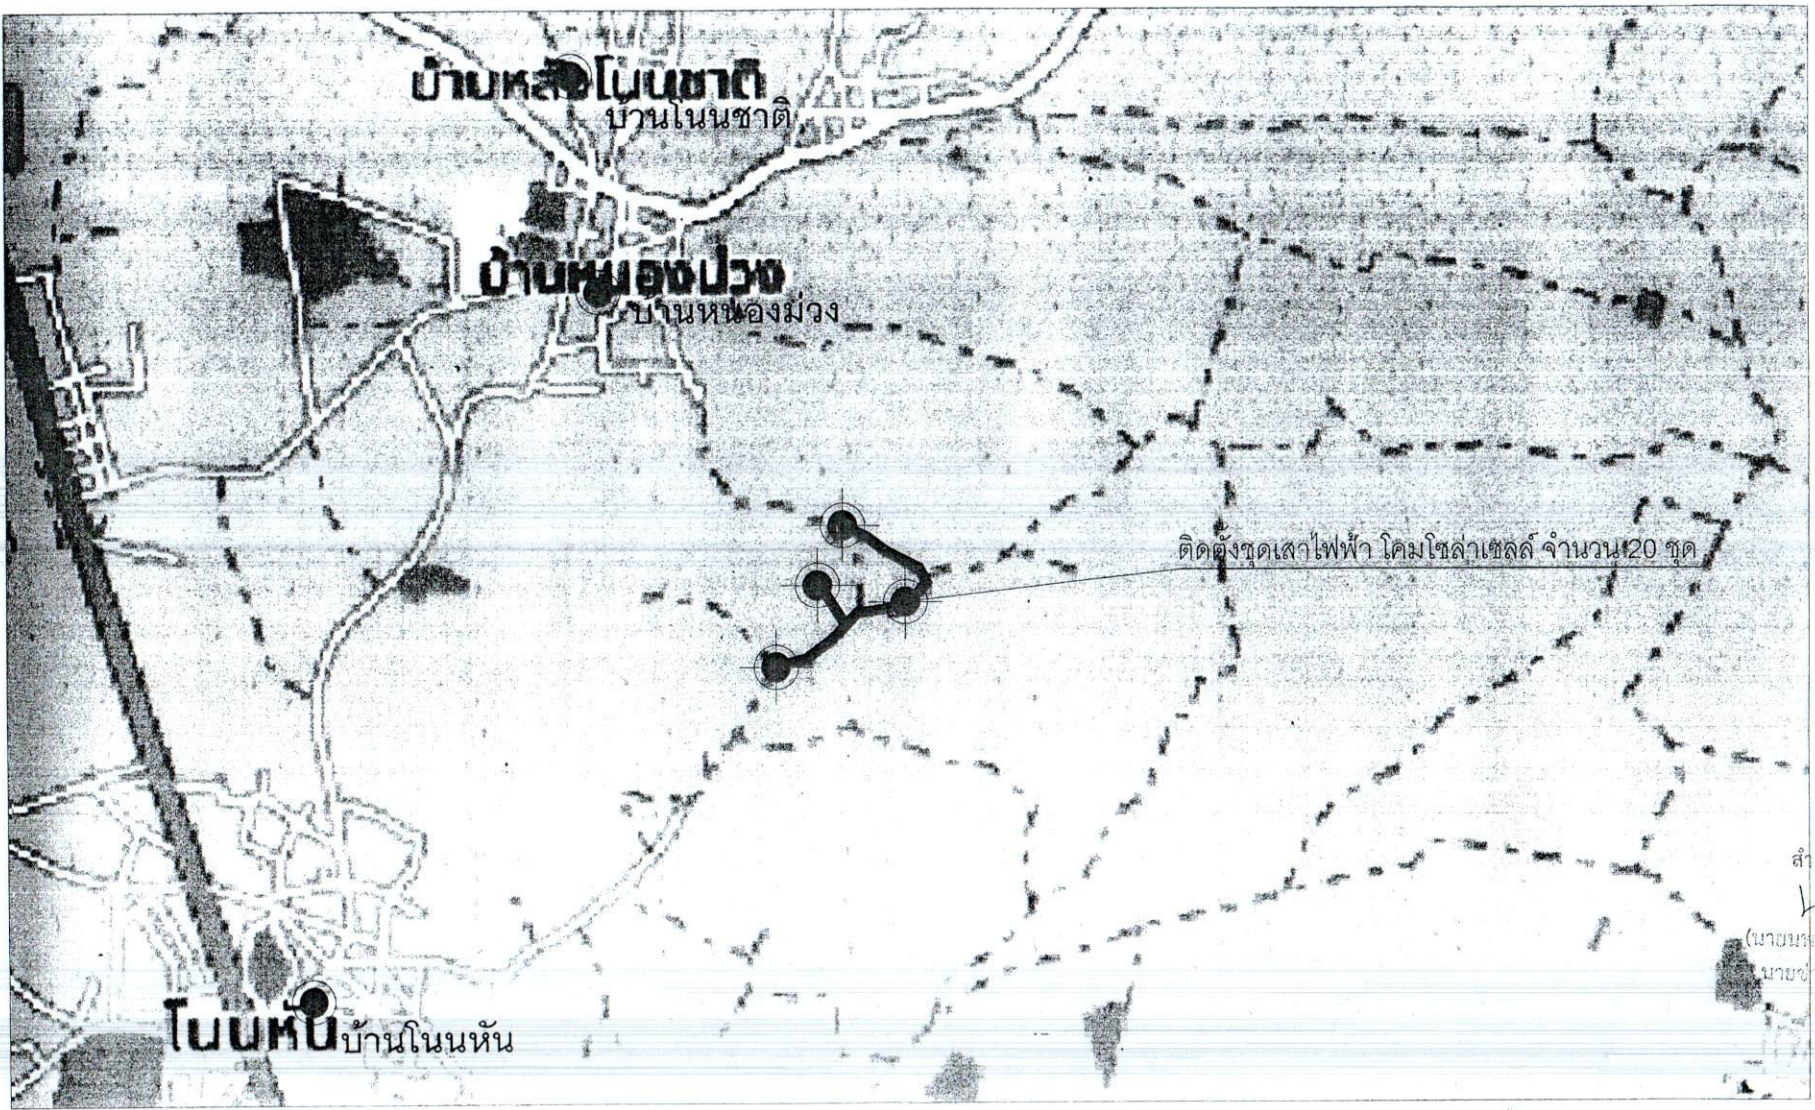 บ้านหลัวโนนชาติ
บ้านโนนชาติ
บ้านหนองม่วง
บ้านหนองม่วง
ติดตั้งชุดเสาไฟฟ้า โคมโซล่าเซลล์ จำนวน 20 ชุด
โนนหัน
บ้านโนนหัน